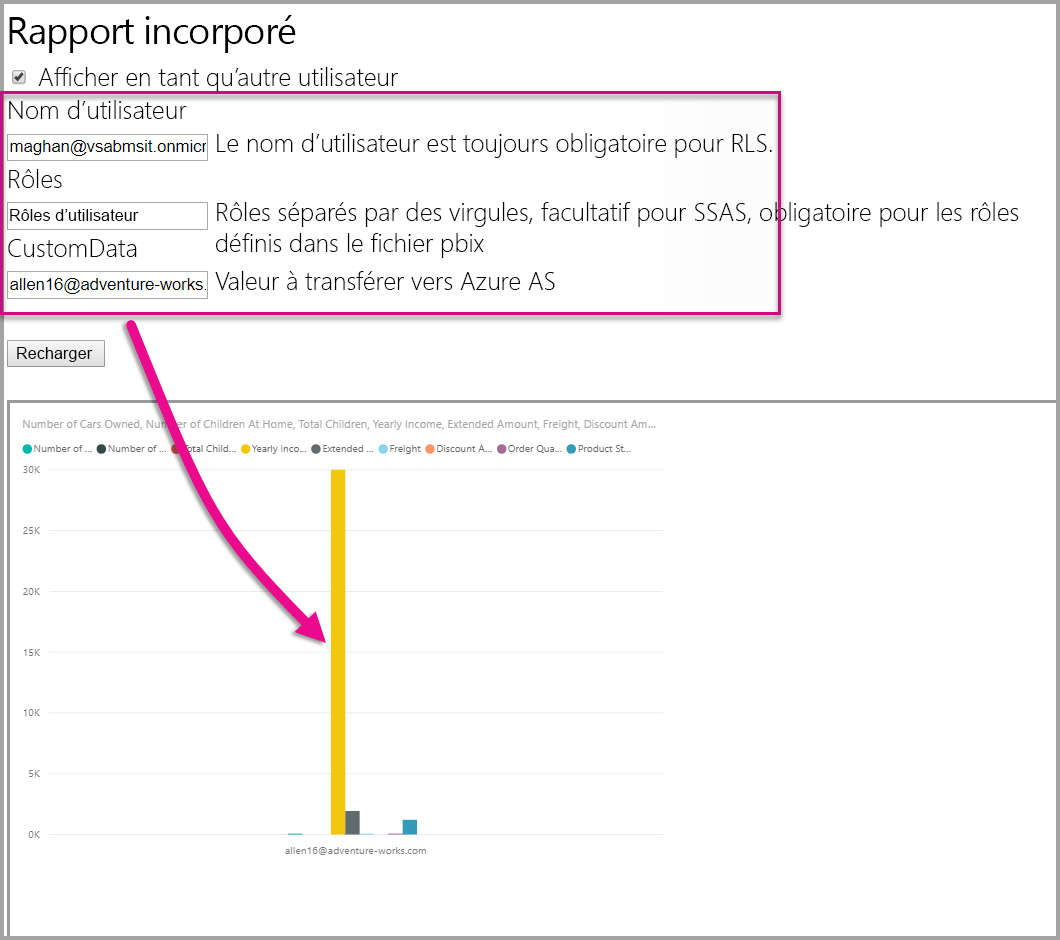 Rapport incorporé
Afficher en tant qu’autre utilisateur
Nom d’utilisateur
maghan@vsabmsit.onmicr Le nom d’utilisateur est toujours obligatoire pour RLS.
Rôles
Rôles d’utilisateur Rôles séparés par des virgules, facultatif pour SSAS, obligatoire pour les rôles
définis dans le fichier pbix
CustomData
allen16@adventure-works. Valeur à transférer vers Azure AS
Recharger
Number of Cars Owned, Number of Children At Home, Total Children, Yearly Income, Extended Amount, Freight, Discount Am...
Number of ... Number of ... Total Child... Yearly Inco... Extended ... Freight Discount A... Order Qua... Product St...
30K
25K
20K
15K
10K
5K
0K
allen16@adventure-works.com